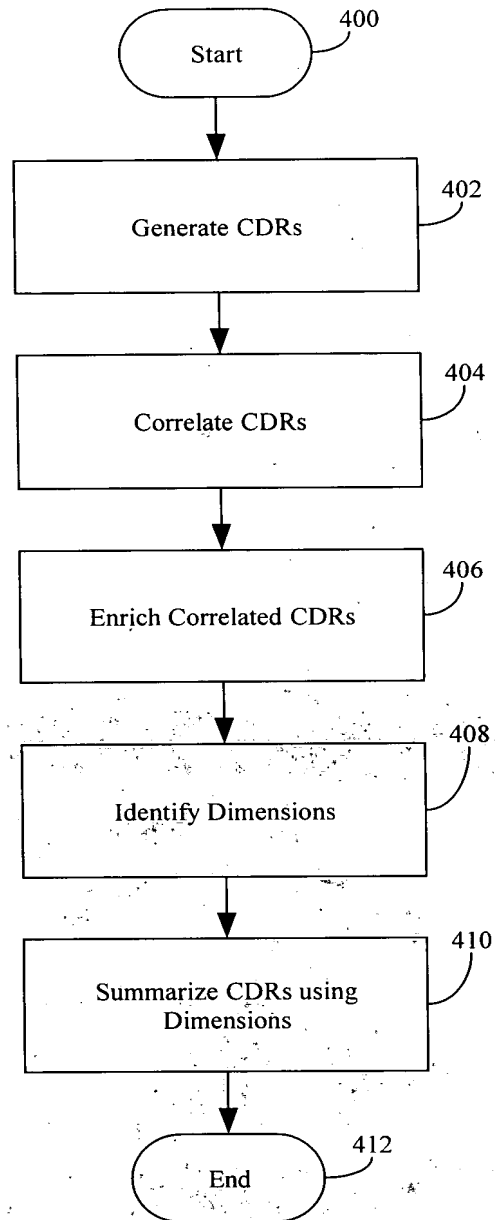 400
Start
402
Generate CDRs
404
Correlate CDRs
406
Enrich Correlated CDRs
408
Identify Dimensions
410
Summarize CDRs using
Dimensions
412
End